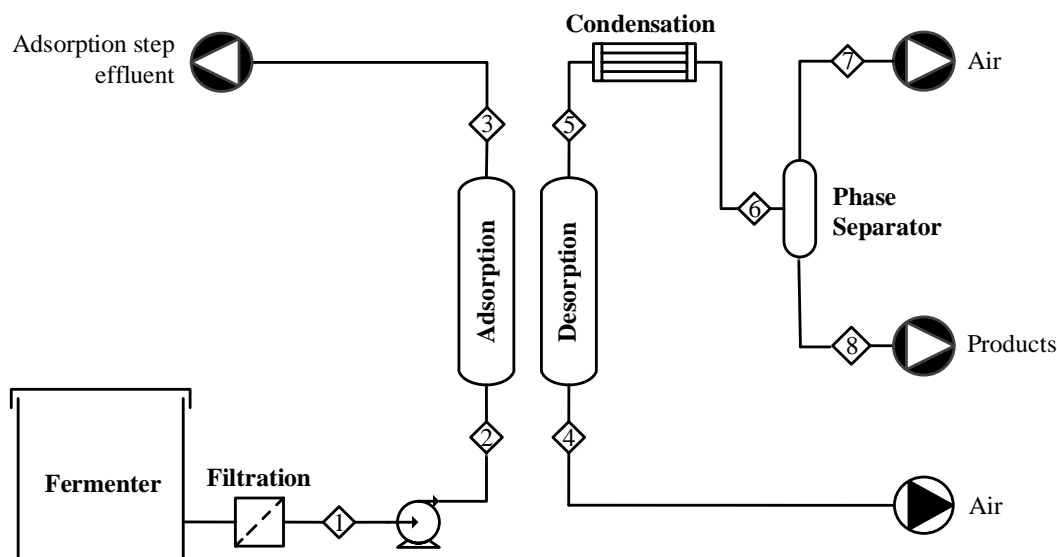 Condensation
Adsorption step
effluent
7
Air
3
5
6
Phase
Separator
Adsorption
Desorption
8
Products
2
4
Fermenter
Filtration
1
Air